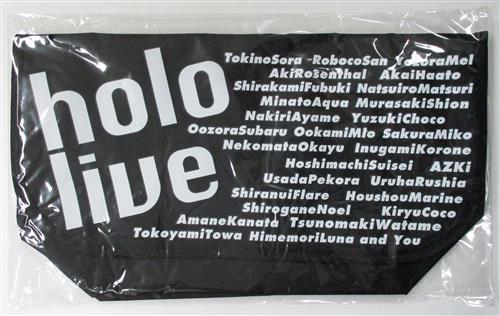 holo
live
TokinoSora RobocoSan YozoraMel
AkiRosenthal AkaiHaato
ShirakamiFubuki NatsuiroMatsuri
MinatoAqua MurasakiShion
NakiriAyame YuzukiChoco
OozoraSubaru OokamiMio SakuraMiko
NekomataOkayu InugamiKorone
HoshimachiSuisei AZKi
UsadaPekora UruhaRushia
ShiranuiFlare HoushouMarine
ShiroganeNoel KiryuCoco
AmaneKanata TsunomakiWatame
TokoyamiTowa HimemoriLuna and You